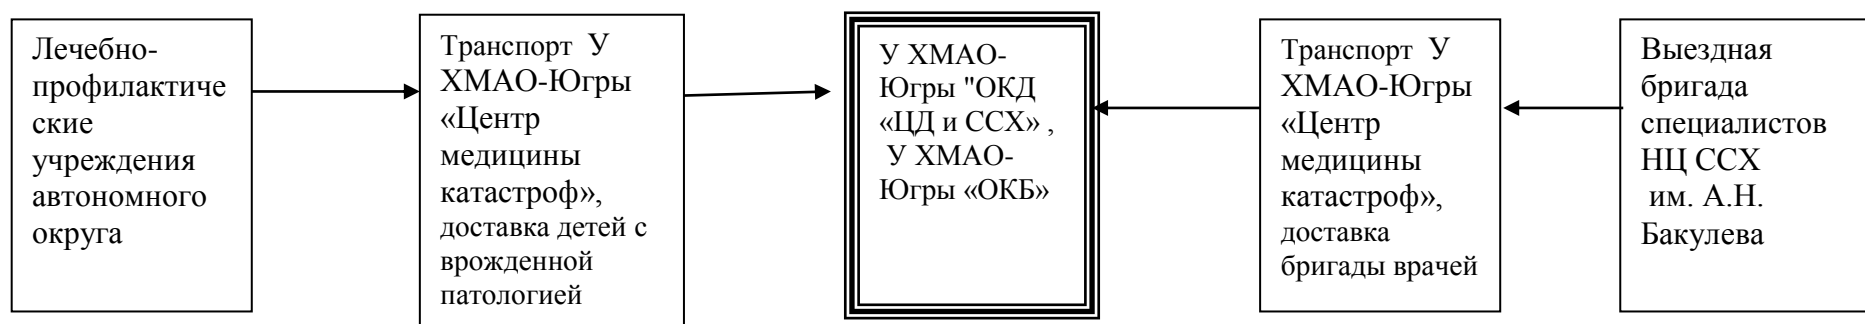 Лечебно-
профилактиче
ские
учреждения
автономного
округа
Транспорт У
ХМАО-Югры
«Центр
медицины
катастроф»,
доставка детей с
врожденной
патологией
У ХМАО-
Югры "ОКД
«ЦД и ССХ» ,
У ХМАО-
Югры «ОКБ»
Транспорт У
ХМАО-Югры
«Центр
медицины
катастроф»,
доставка
бригады врачей
Выездная
бригада
специалистов
НЦ ССХ
им. А.Н.
Бакулева